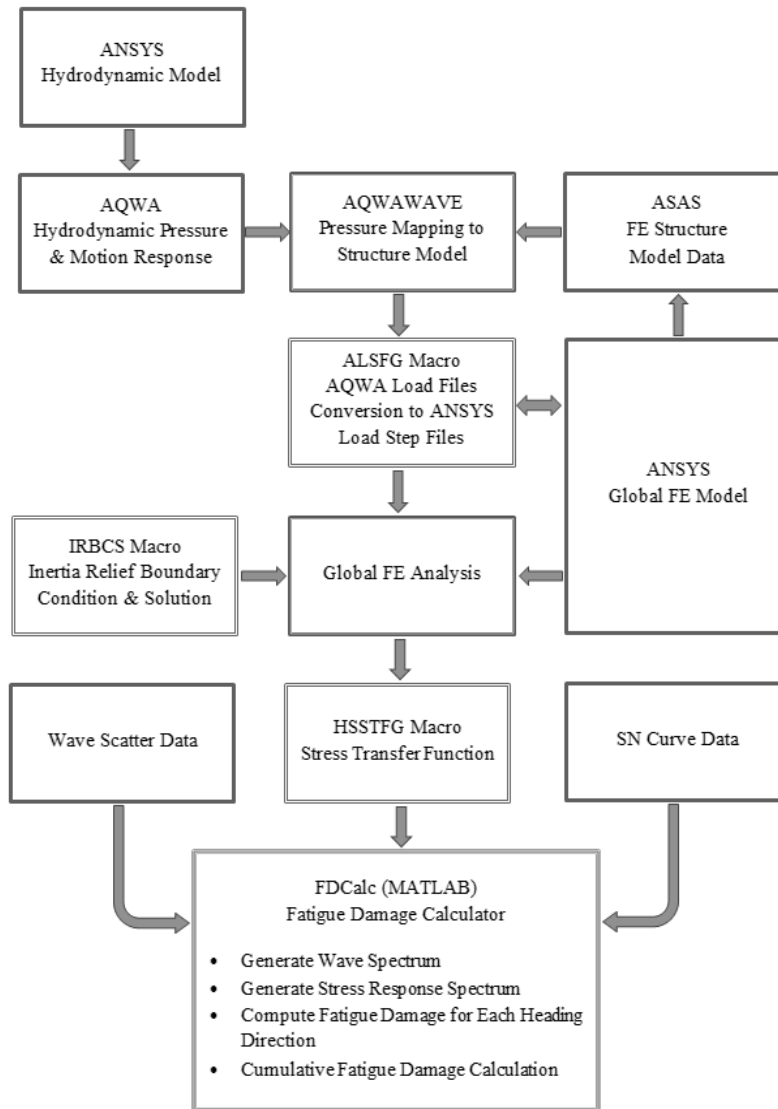 ANSYS
Hydrodynamic Model
AQWA
Hydrodynamic Pressure
& Motion Response
AQWAWAVE
Pressure Mapping to
Structure Model
ASAS
FE Structure
Model Data
ALSFG Macro
AQWA Load Files
Conversion to ANSYS
Load Step Files
ANSYS
Global FE Model
IRBCS Macro
Inertia Relief Boundary
Condition & Solution
Global FE Analysis
Wave Scatter Data
HSSTFG Macro
Stress Transfer Function
SN Curve Data
FDCalc (MATLAB)
Fatigue Damage Calculator
• Generate Wave Spectrum
• Generate Stress Response Spectrum
• Compute Fatigue Damage for Each Heading
Direction
• Cumulative Fatigue Damage Calculation